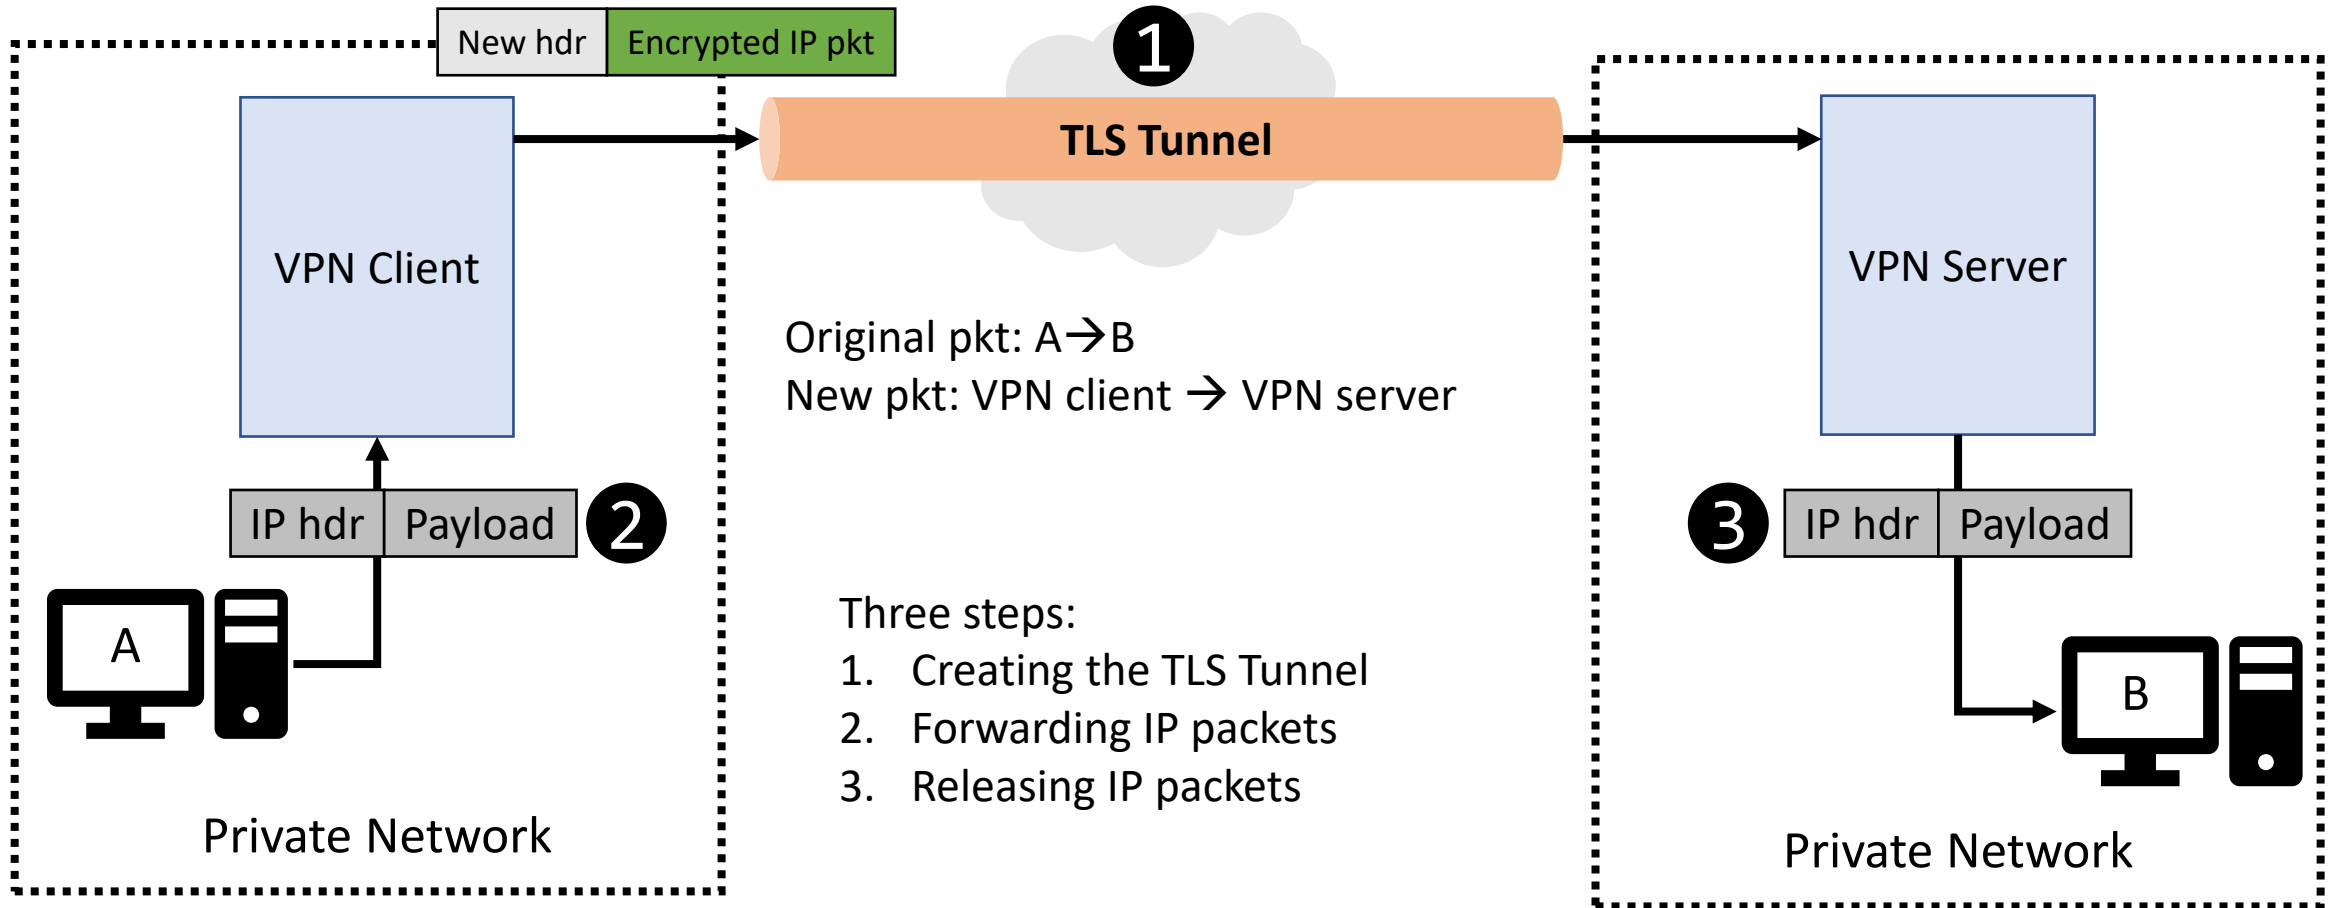 New hdr Encrypted IP pkt
1
TLS Tunnel
VPN Client
VPN Server
Original pkt: A→B
New pkt: VPN client → VPN server
IP hdr Payload 2
3 IP hdr Payload
A
B
Three steps:
1. Creating the TLS Tunnel
2. Forwarding IP packets
3. Releasing IP packets
Private Network
Private Network